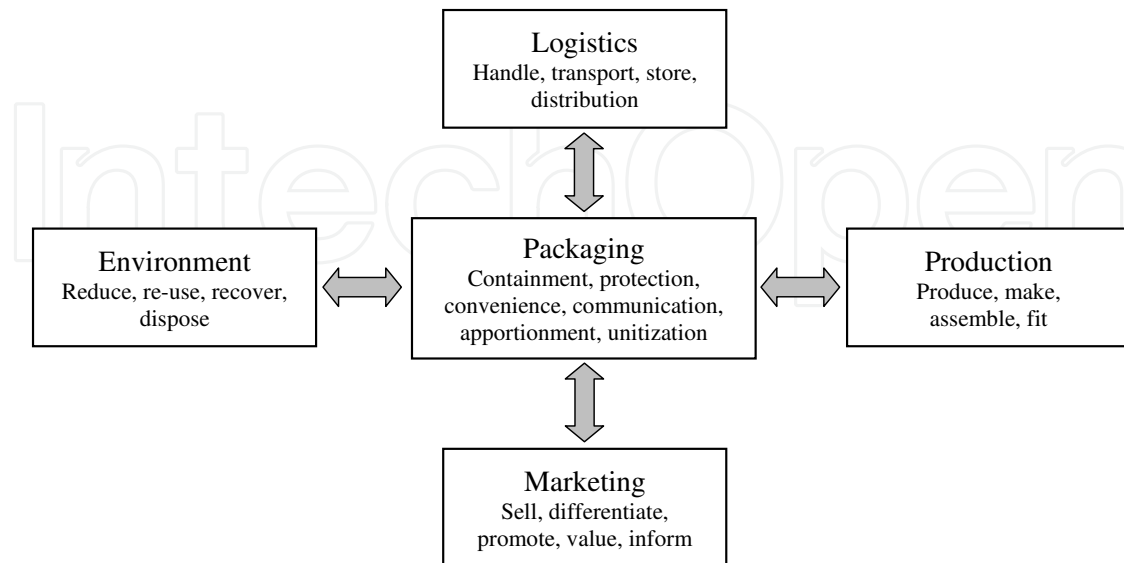 Logistics
Handle, transport, store,
distribution
IntechOpen
Environment
Reduce, re-use, recover,
dispose
Packaging
Containment, protection,
convenience, communication,
apportionment, unitization
Production
Produce, make,
assemble, fit
Marketing
Sell, differentiate,
promote, value, inform